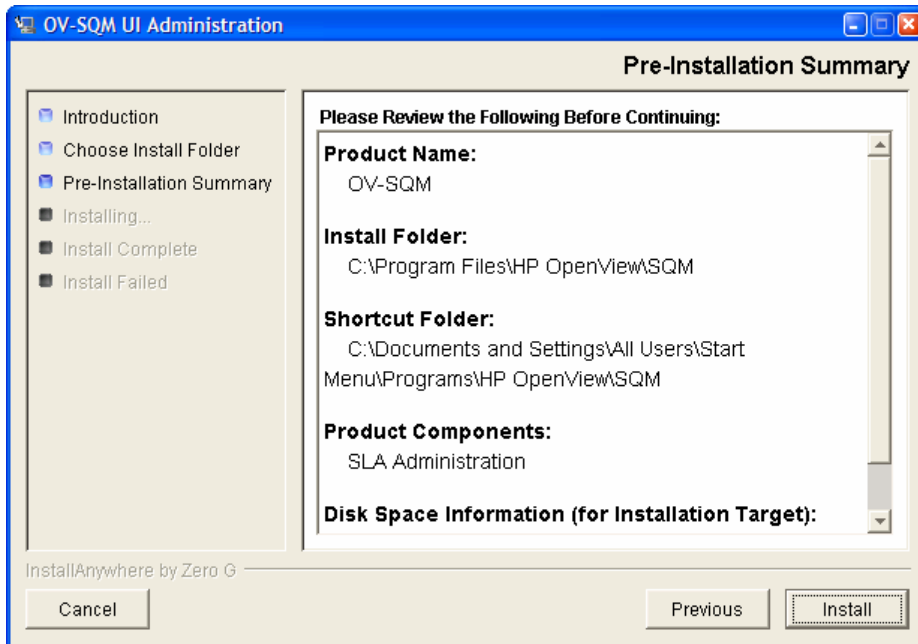 OV-SQM UI Administration
Pre-Installation Summary
Introduction
Choose Install Folder
Pre-Installation Summary
Installing...
Install Complete
Install Failed
Please Review the Following Before Continuing:
Product Name:
OV-SQM
Install Folder:
C:\Program Files\HP OpenView\SQM
Shortcut Folder:
C:\Documents and Settings\All Users\Start
Menu\Programs\HP OpenView\SQM
Product Components:
SLA Administration
Disk Space Information (for Installation Target):
InstallAnywhere by Zero G
Cancel
Previous
Install